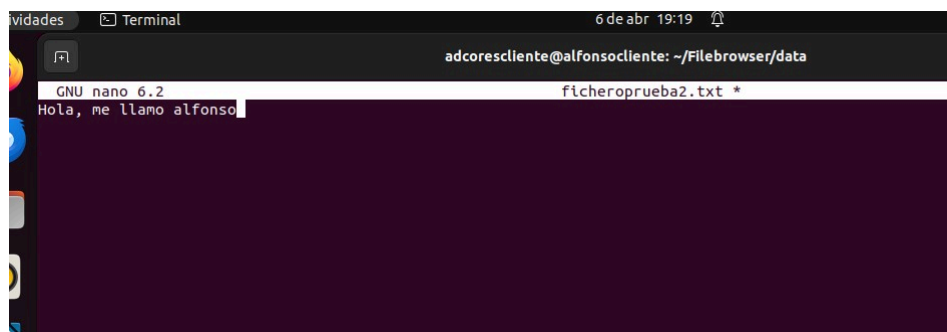 ividades Terminal 6 de abr 19:19
adcorescliente@alfonsocliente: ~/Filebrowser/data
GNU nano 6.2 ficheroprueba2.txt *
Hola, me llamo alfonso